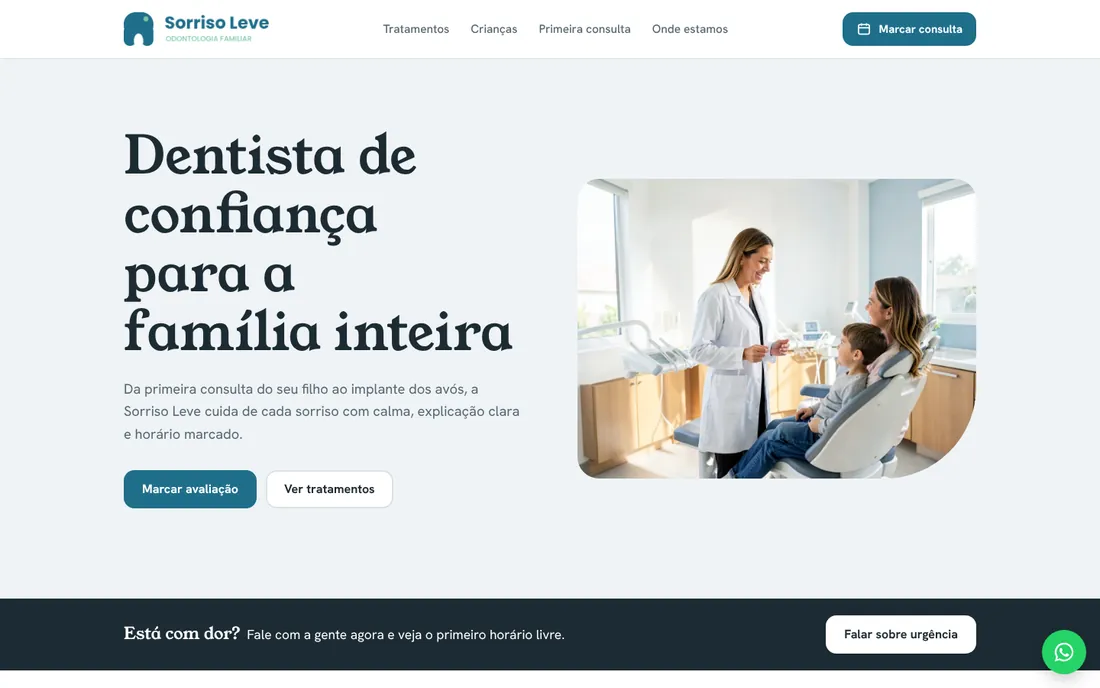 Sorriso Leve
ODONTOLOGIA FAMILIAR
Tratamentos
Crianças
Primeira consulta
Onde estamos
Marcar consulta
Dentista de
confiança
para a
família inteira
Da primeira consulta do seu filho ao implante dos avós, a
Sorriso Leve cuida de cada sorriso com calma, explicação clara
e horário marcado.
Marcar avaliação
Ver tratamentos
Está com dor? Fale com a gente agora e veja o primeiro horário livre.
Falar sobre urgência